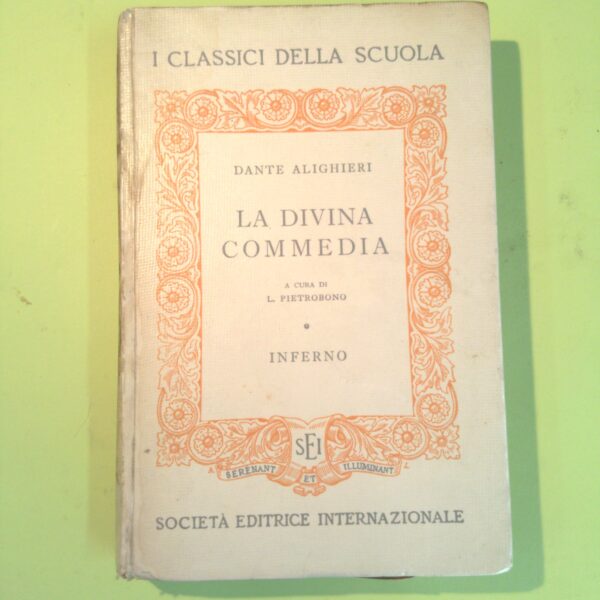 I CLASSICI DELLA SCUOLA
DANTE ALIGHIERI
LA DIVINA
COMMEDIA
A CURA DI
L. PIETROBONO
INFERNO
SEI
SERENANT ET ILLUMINANT
SOCIETÀ EDITRICE INTERNAZIONALE